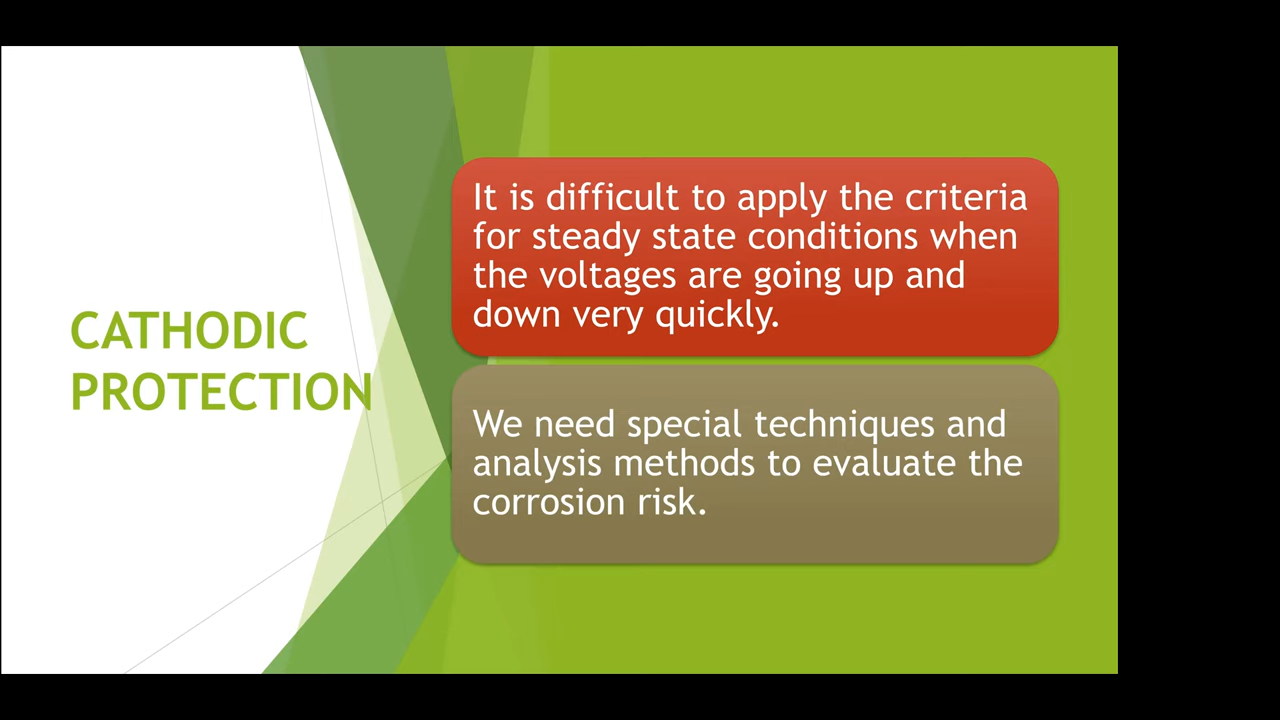 CATHODIC
PROTECTION
It is difficult to apply the criteria
for steady state conditions when
the voltages are going up and
down very quickly.
We need special techniques and
analysis methods to evaluate the
corrosion risk.